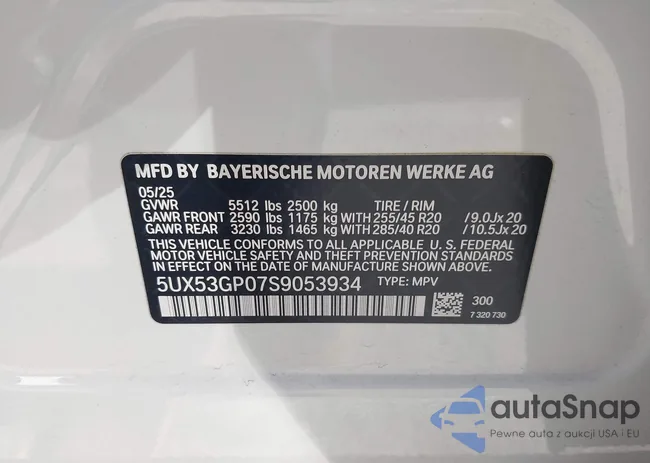 MFD BY BAYERISCHE MOTOREN WERKE AG
05/25
GVWR 5512 lbs 2500 kg TIRE / RIM
GAWR FRONT 2590 lbs 1175 kg WITH 255/45 R20 /9.0Jx20
GAWR REAR 3230 lbs 1465 kg WITH 285/40 R20 /10.5Jx20
THIS VEHICLE CONFORMS TO ALL APPLICABLE U. S. FEDERAL
MOTOR VEHICLE SAFETY AND THEFT PREVENTION STANDARDS
IN EFFECT ON THE DATE OF MANUFACTURE SHOWN ABOVE.
5UX53GP07S9053934 TYPE: MPV
300
7 320 730
autaSnap
Pewne auta z aukcji USA i EU